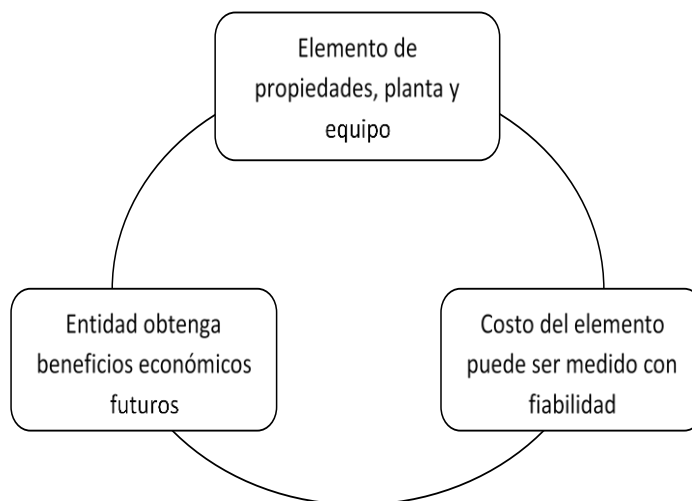 Elemento de
propiedades, planta y
equipo
Entidad obtenga
beneficios económicos
futuros
Costo del elemento
puede ser medido con
fiabilidad